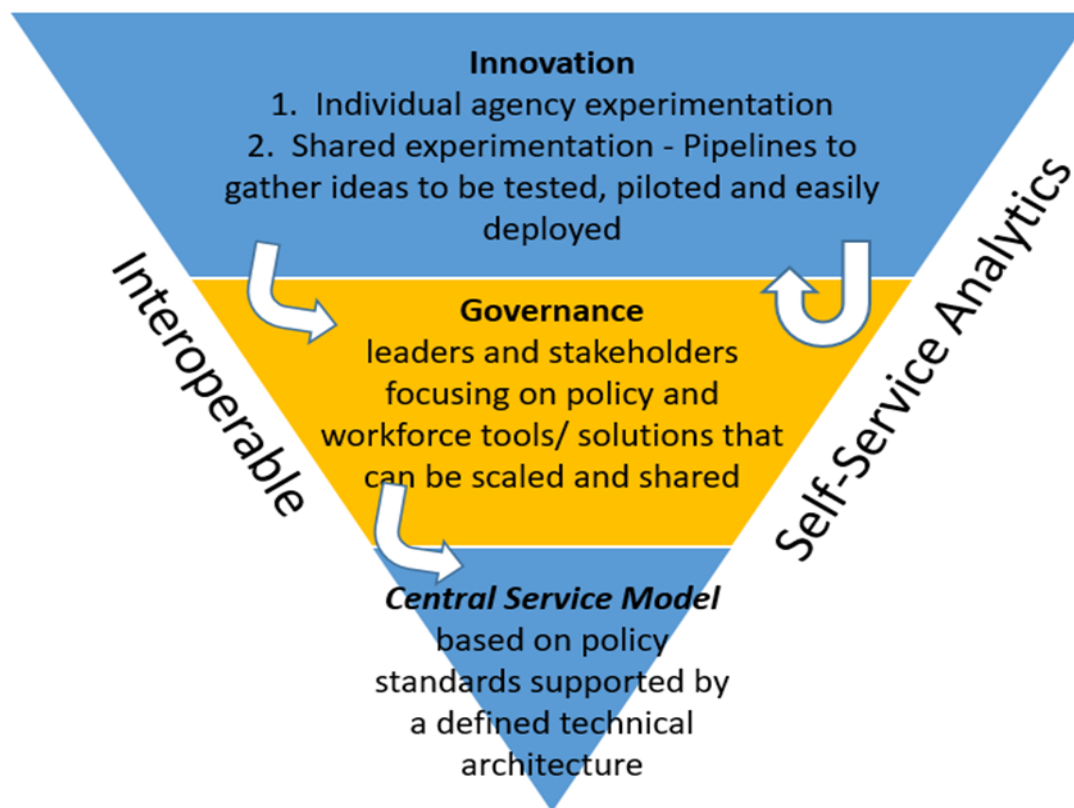 Innovation
1. Individual agency experimentation
2. Shared experimentation - Pipelines to
gather ideas to be tested, piloted and easily
deployed
Interoperable
Self-Service Analytics
Governance
leaders and stakeholders
focusing on policy and
workforce tools/ solutions that
can be scaled and shared
Central Service Model
based on policy
standards supported by
a defined technical
architecture